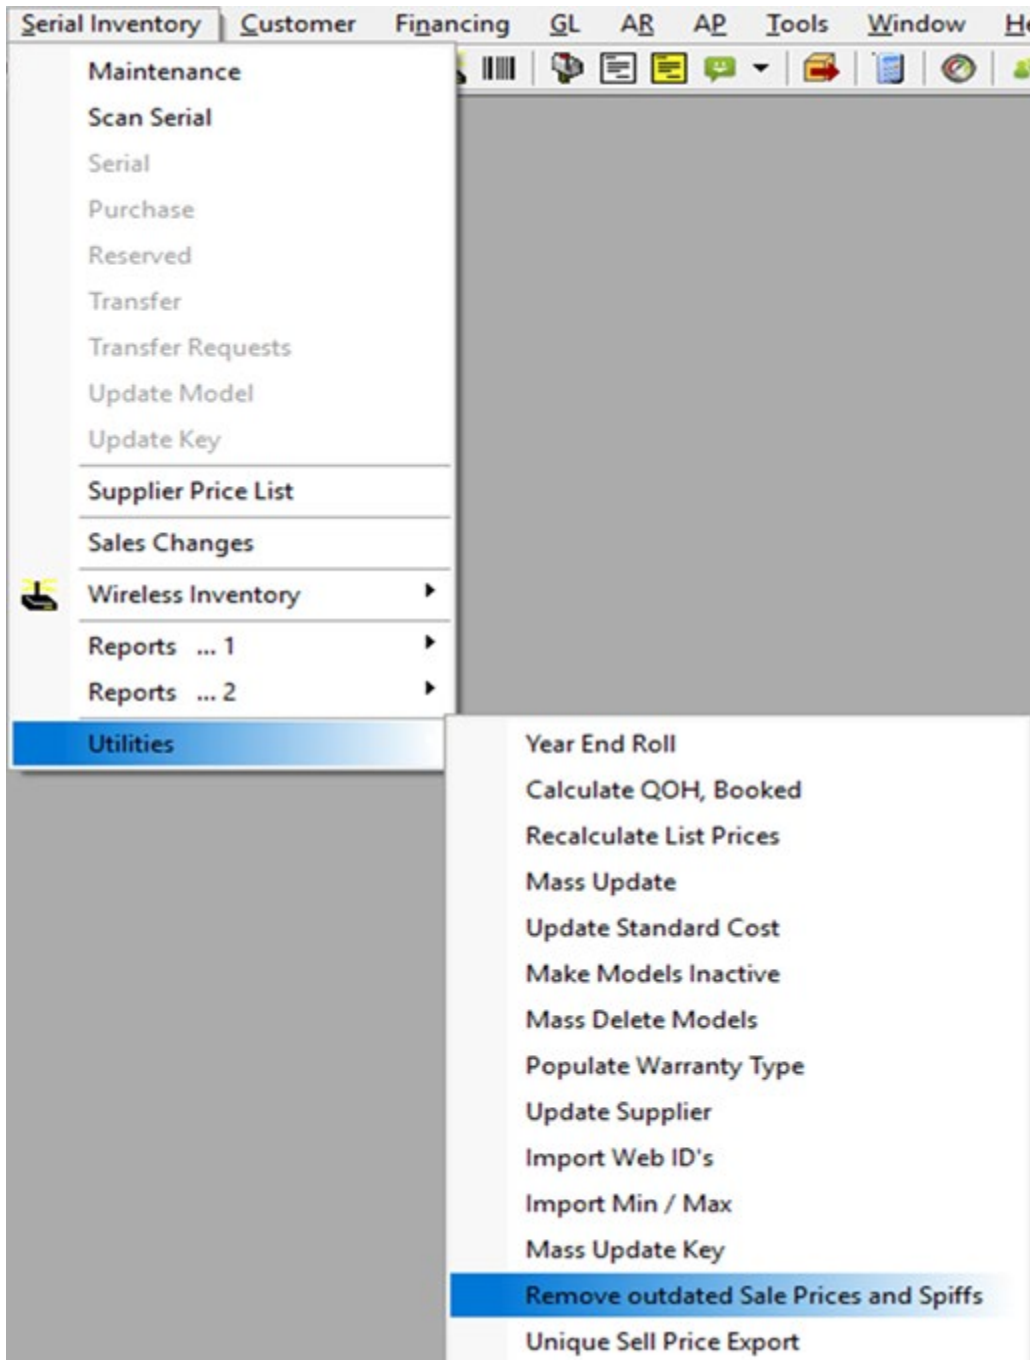 Serial Inventory Customer Financing GL AR AP Tools Window
Maintenance
Scan Serial
Serial
Purchase
Reserved
Transfer
Transfer Requests
Update Model
Update Key
Supplier Price List
Sales Changes
Wireless Inventory
Reports ... 1
Reports ... 2
Utilities
Year End Roll
Calculate QOH, Booked
Recalculate List Prices
Mass Update
Update Standard Cost
Make Models Inactive
Mass Delete Models
Populate Warranty Type
Update Supplier
Import Web ID's
Import Min / Max
Mass Update Key
Remove outdated Sale Prices and Spiffs
Unique Sell Price Export